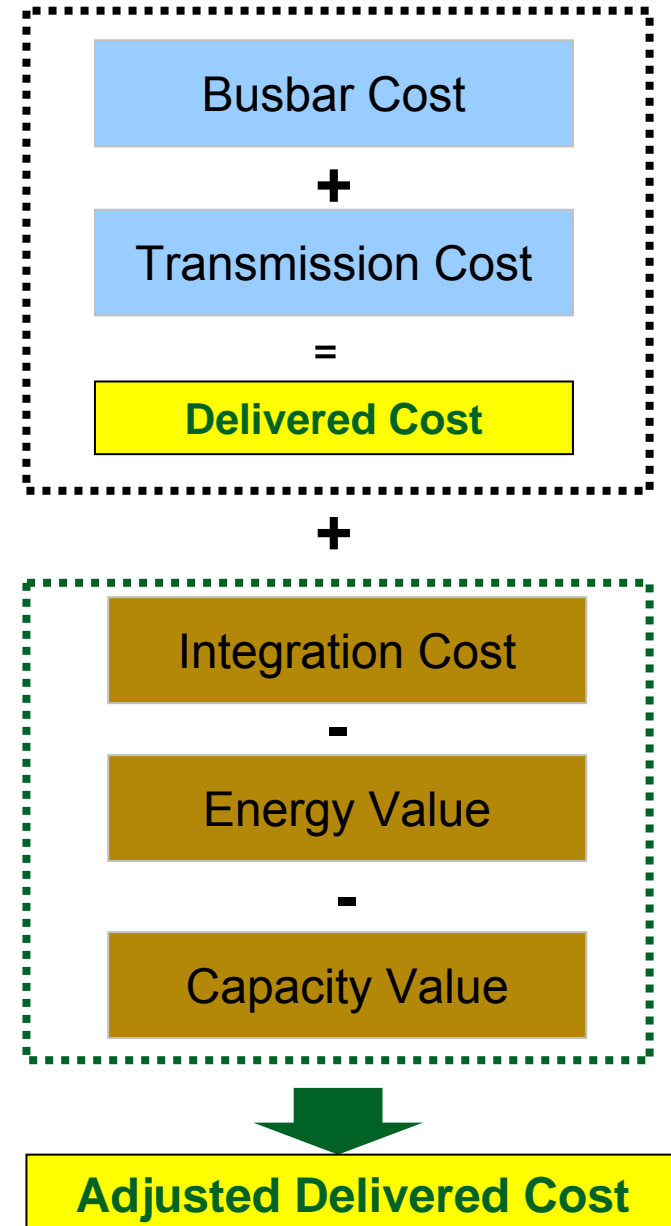 Busbar Cost
+
Transmission Cost
=
Delivered Cost
+
Integration Cost
-
Energy Value
-
Capacity Value
Adjusted Delivered Cost